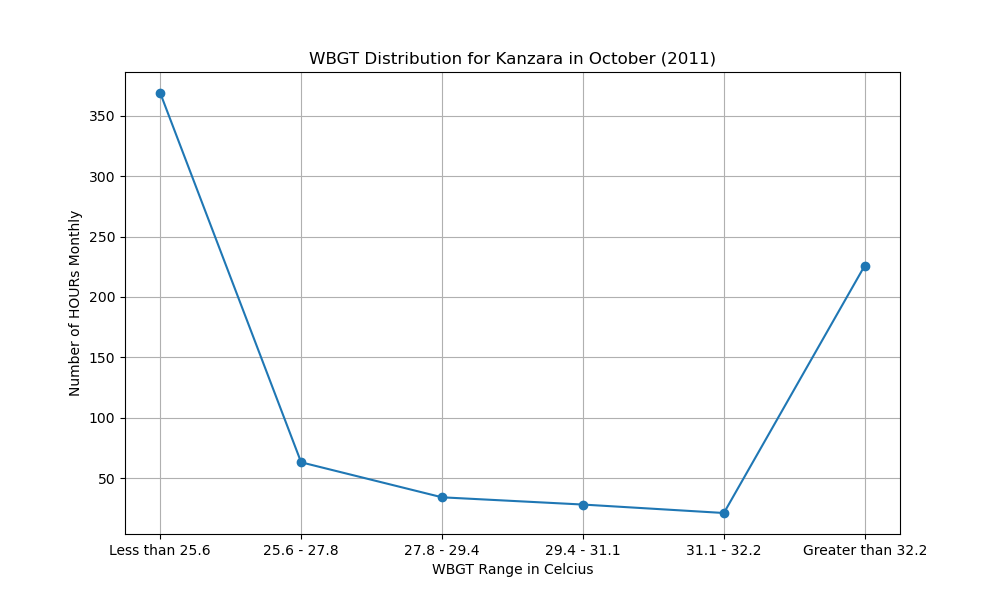 WBGT Distribution for Kanzara in October (2011)
Number of HOURs Monthly
350
300
250
200
150
100
50
Less than 25.6
25.6 - 27.8
27.8 - 29.4
29.4 - 31.1
31.1 - 32.2
Greater than 32.2
WBGT Range in Celcius